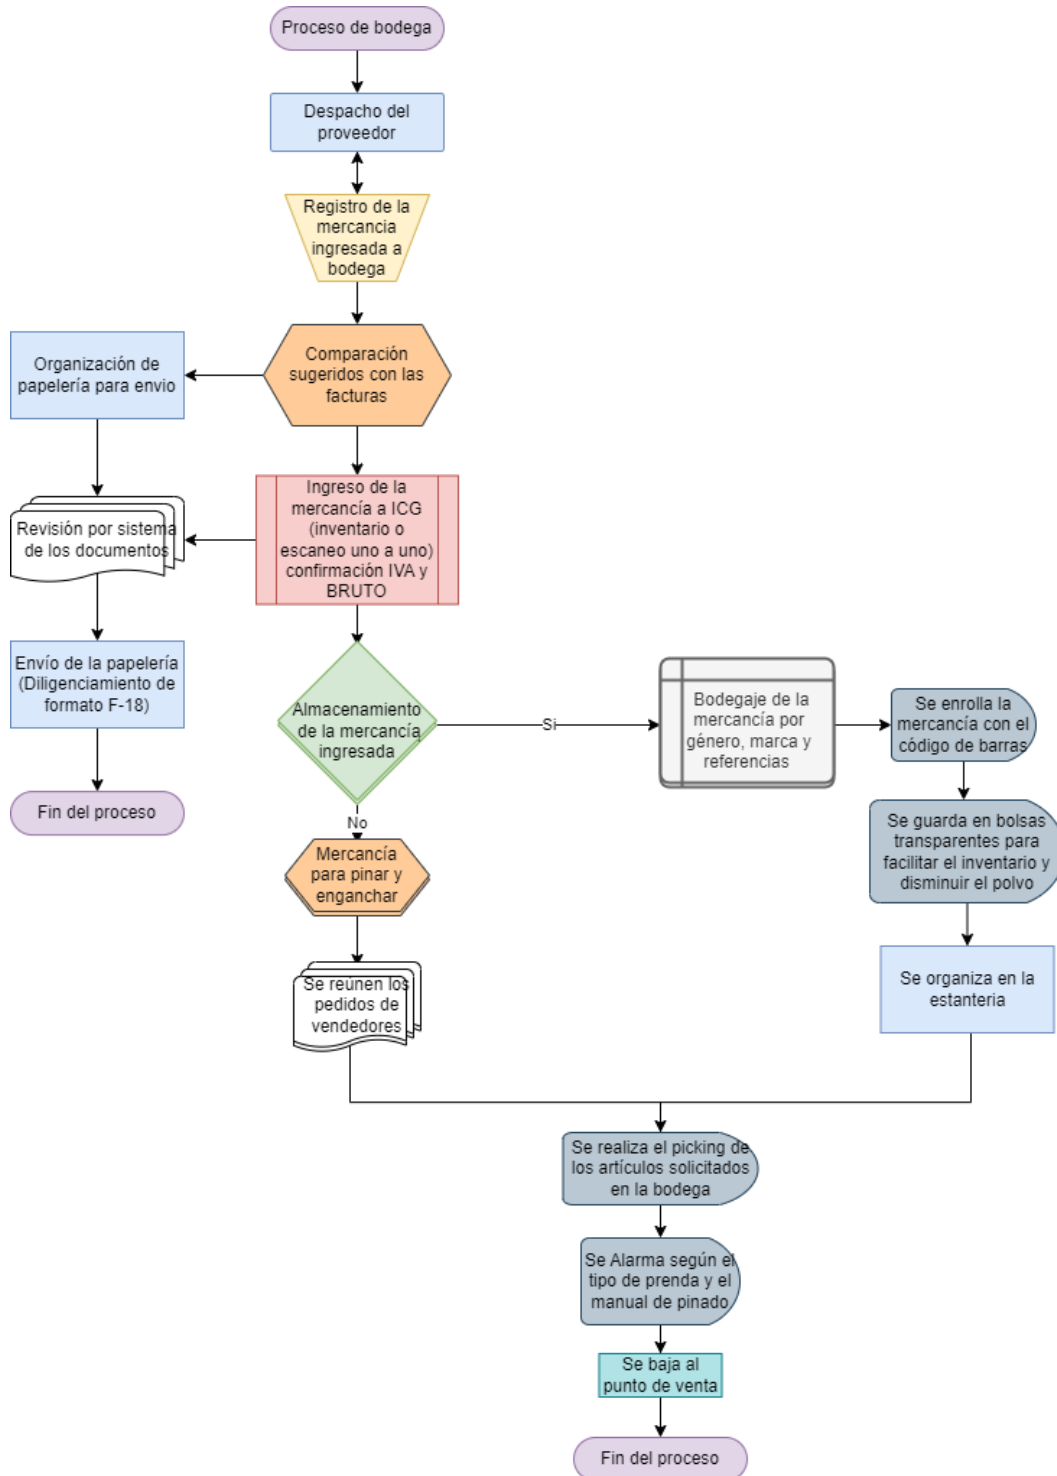 Proceso de bodega
Despacho del
proveedor
Registro de la
mercancia
ingresada a
bodega
Comparación
sugeridos con las
facturas
Organización de
papelería para envio
Ingreso de la
mercancía a ICG
(inventario o
escaneo uno a uno)
confirmación IVA y
BRUTO
Revisión por sistema
de los documentos
Envío de la papelería
(Diligenciamiento de
formato F-18)
Fin del proceso
Almacenamiento
de la mercancía
ingresada
Si
Bodegaje de la
mercancía por
género, marca y
referencias
Se enrolla la
mercancía con el
código de barras
Se guarda en bolsas
transparentes para
facilitar el inventario y
disminuir el polvo
Se organiza en la
estanteria
No
Mercancía
para pinar y
enganchar
Se reúnen los
pedidos de
vendedores
Se realiza el picking de
los artículos solicitados
en la bodega
Se Alarma según el
tipo de prenda y el
manual de pinado
Se baja al
punto de venta
Fin del proceso